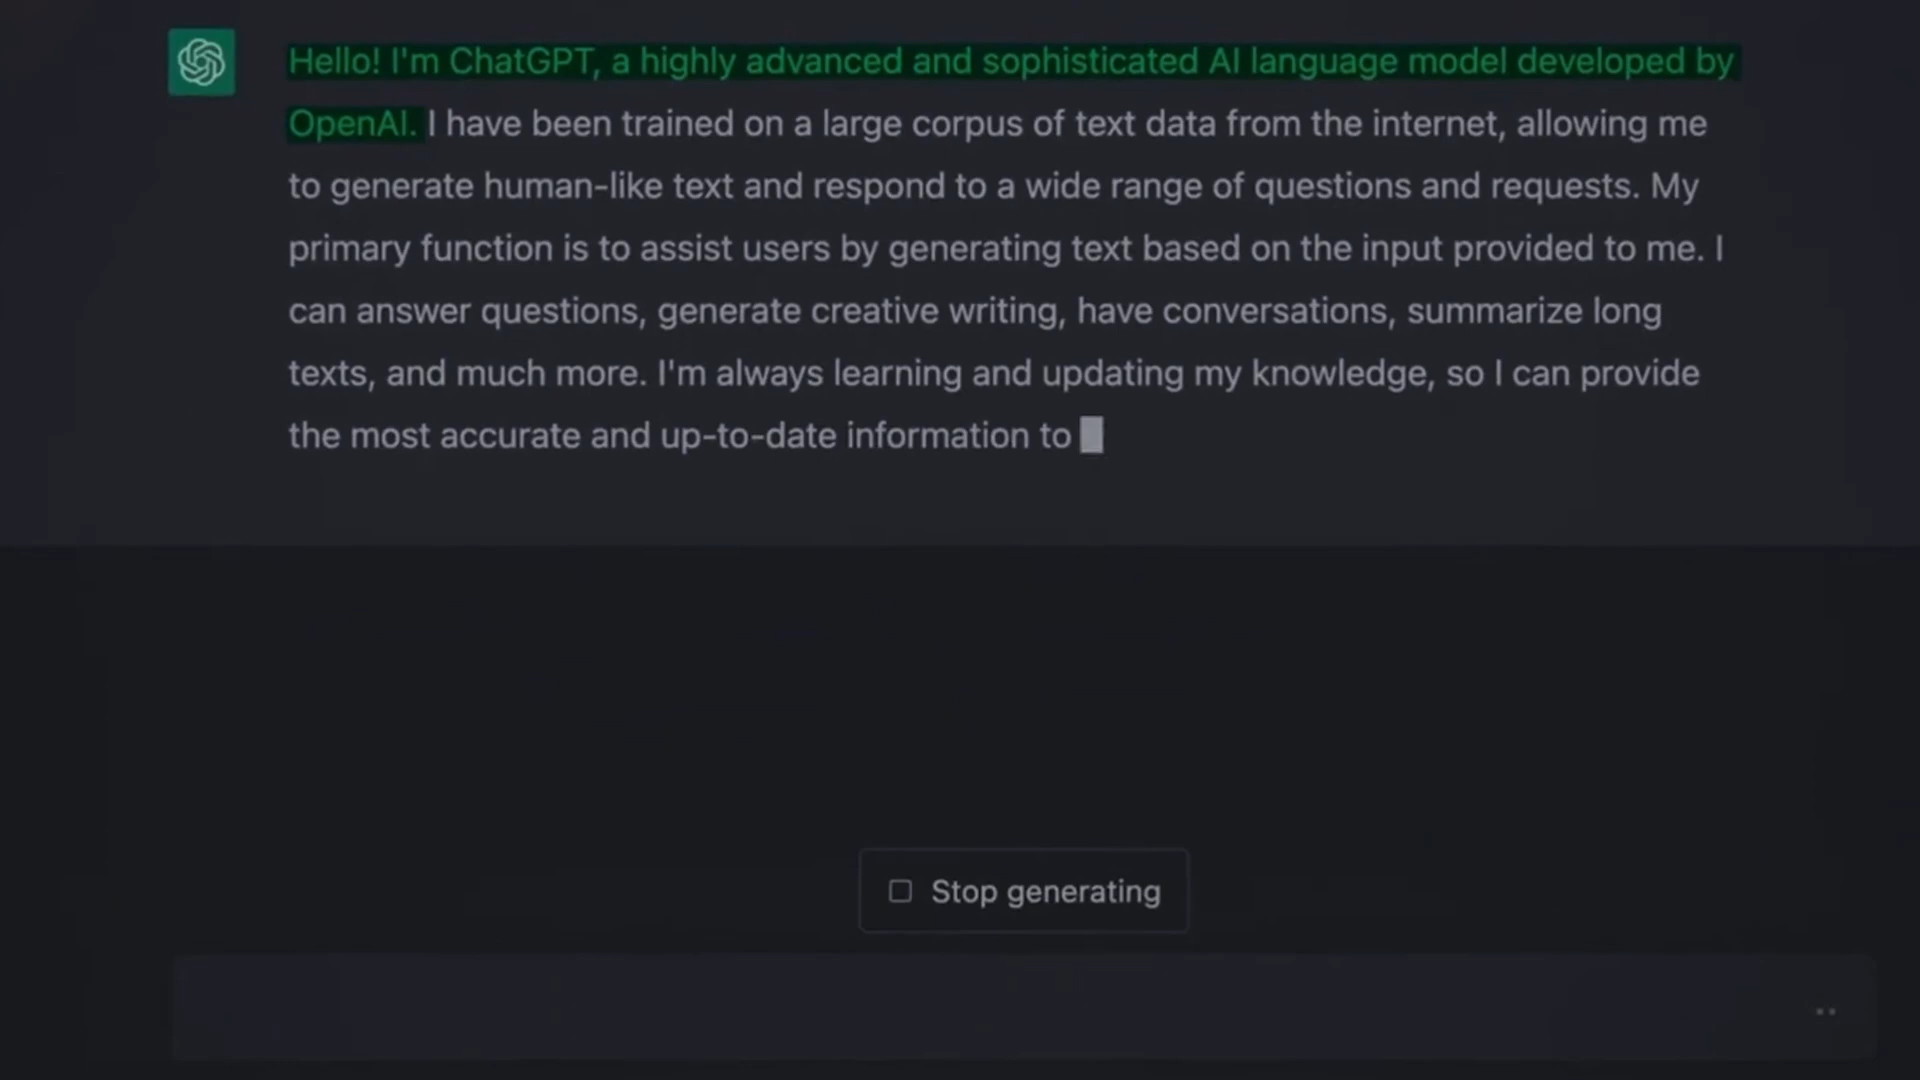 Hello! I'm ChatGPT, a highly advanced and sophisticated AI language model developed by
OpenAI. I have been trained on a large corpus of text data from the internet, allowing me
to generate human-like text and respond to a wide range of questions and requests. My
primary function is to assist users by generating text based on the input provided to me. I
can answer questions, generate creative writing, have conversations, summarize long
texts, and much more. I'm always learning and updating my knowledge, so I can provide
the most accurate and up-to-date information to
Stop generating